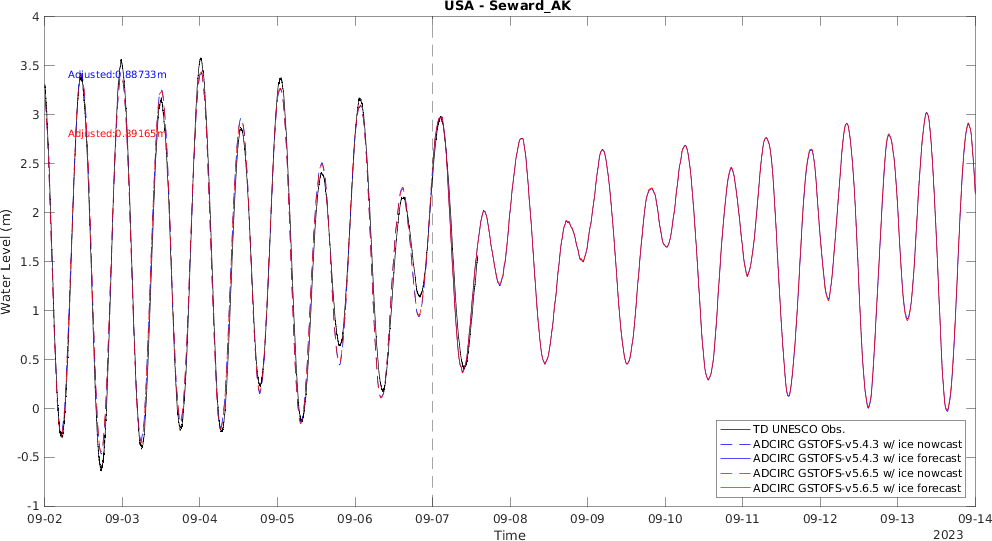 USA - Seward_AK
4
3.5
3
2.5
2
1.5
1
0.5
0
-0.5
-1
Water Level (m)
Adjusted:0.88733m
Adjusted:0.89165m
TD UNESCO Obs.
ADCIRC GSTOFS-v5.4.3 w/ ice nowcast
ADCIRC GSTOFS-v5.4.3 w/ ice forecast
ADCIRC GSTOFS-v5.6.5 w/ ice nowcast
ADCIRC GSTOFS-v5.6.5 w/ ice forecast
09-02 09-03 09-04 09-05 09-06 09-07 09-08 09-09 09-10 09-11 09-12 09-13 09-14
Time
2023